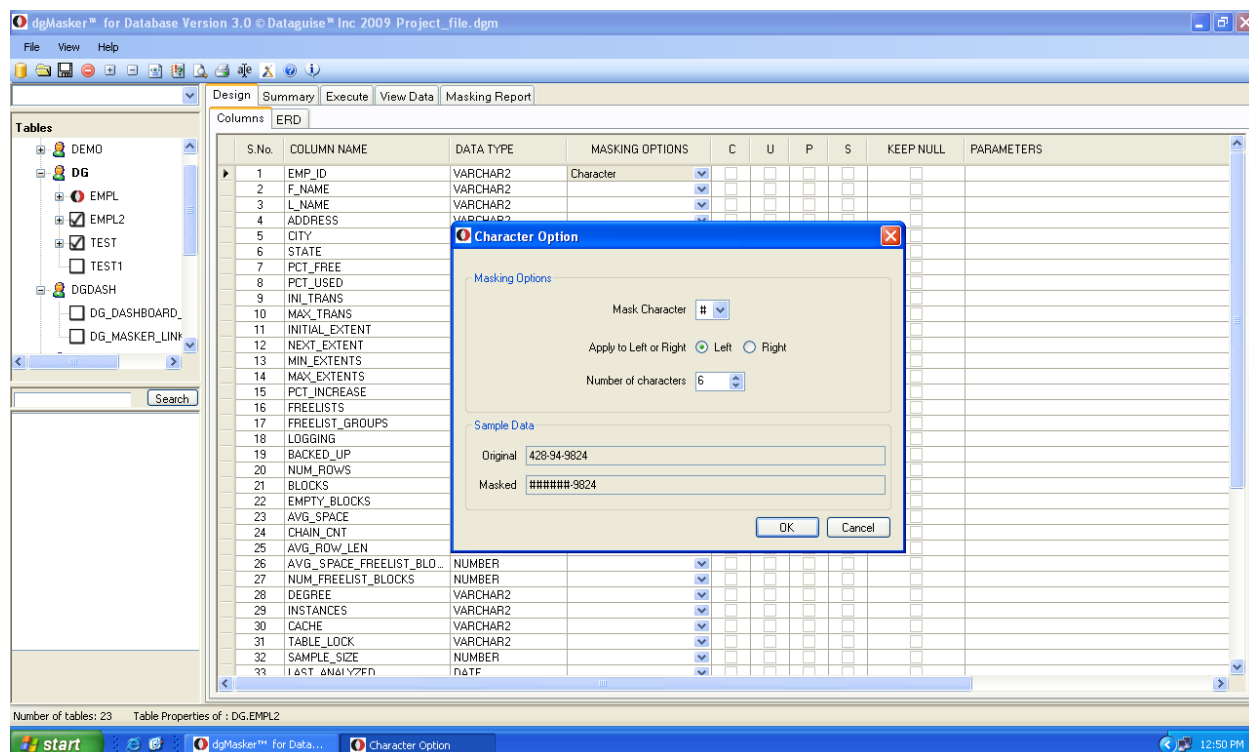 dgMasker™ for Database Version 3.0 © Dataguise™ Inc 2009 Project_file.dgm
File View Help
Design Summary Execute View Data Masking Report
Columns ERD
Tables
DEMO
DG
EMPL
EMPL2
TEST
TEST1
DGDASH
DG_DASHBOARD_
DG_MASKER_LINK
Search
S.No. COLUMN NAME DATA TYPE MASKING OPTIONS C U P S KEEP NULL PARAMETERS
1 EMP_ID VARCHAR2 Character
2 F_NAME VARCHAR2
3 L_NAME VARCHAR2
4 ADDRESS VARCHAR2
5 CITY
6 STATE
7 PCT_FREE
8 PCT_USED
9 INI_TRANS
10 MAX_TRANS
11 INITIAL_EXTENT
12 NEXT_EXTENT
13 MIN_EXTENTS
14 MAX_EXTENTS
15 PCT_INCREASE
16 FREELISTS
17 FREELIST_GROUPS
18 LOGGING
19 BACKED_UP
20 NUM_ROWS
21 BLOCKS
22 EMPTY_BLOCKS
23 AVG_SPACE
24 CHAIN_CNT
25 AVG_ROW_LEN
26 AVG_SPACE_FREELIST_BLO... NUMBER
27 NUM_FREELIST_BLOCKS NUMBER
28 DEGREE VARCHAR2
29 INSTANCES VARCHAR2
30 CACHE VARCHAR2
31 TABLE_LOCK VARCHAR2
32 SAMPLE_SIZE NUMBER
33 LAST_ANALYZED DATE
Character Option
Masking Options
Mask Character #
Apply to Left or Right Left Right
Number of characters 6
Sample Data
Original 428-94-9824
Masked ######-9824
OK Cancel
Number of tables: 23 Table Properties of : DG.EMPL2
start dgMasker™ for Data... Character Option 12:50 PM